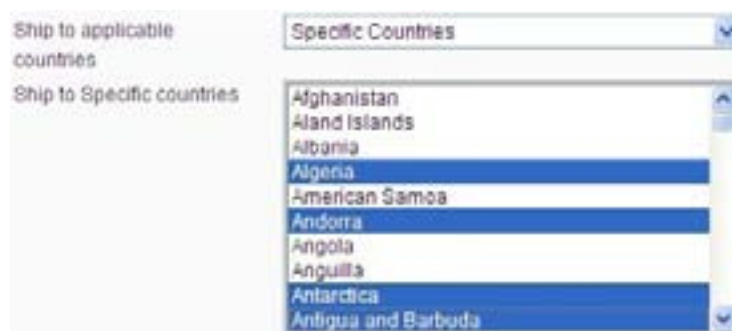 Ship to applicable
countries
Specific Countries
Ship to Specific countries
Afghanistan
Aland Islands
Albania
Algeria
American Samoa
Andorra
Angola
Anguilla
Antarctica
Antigua and Barbuda